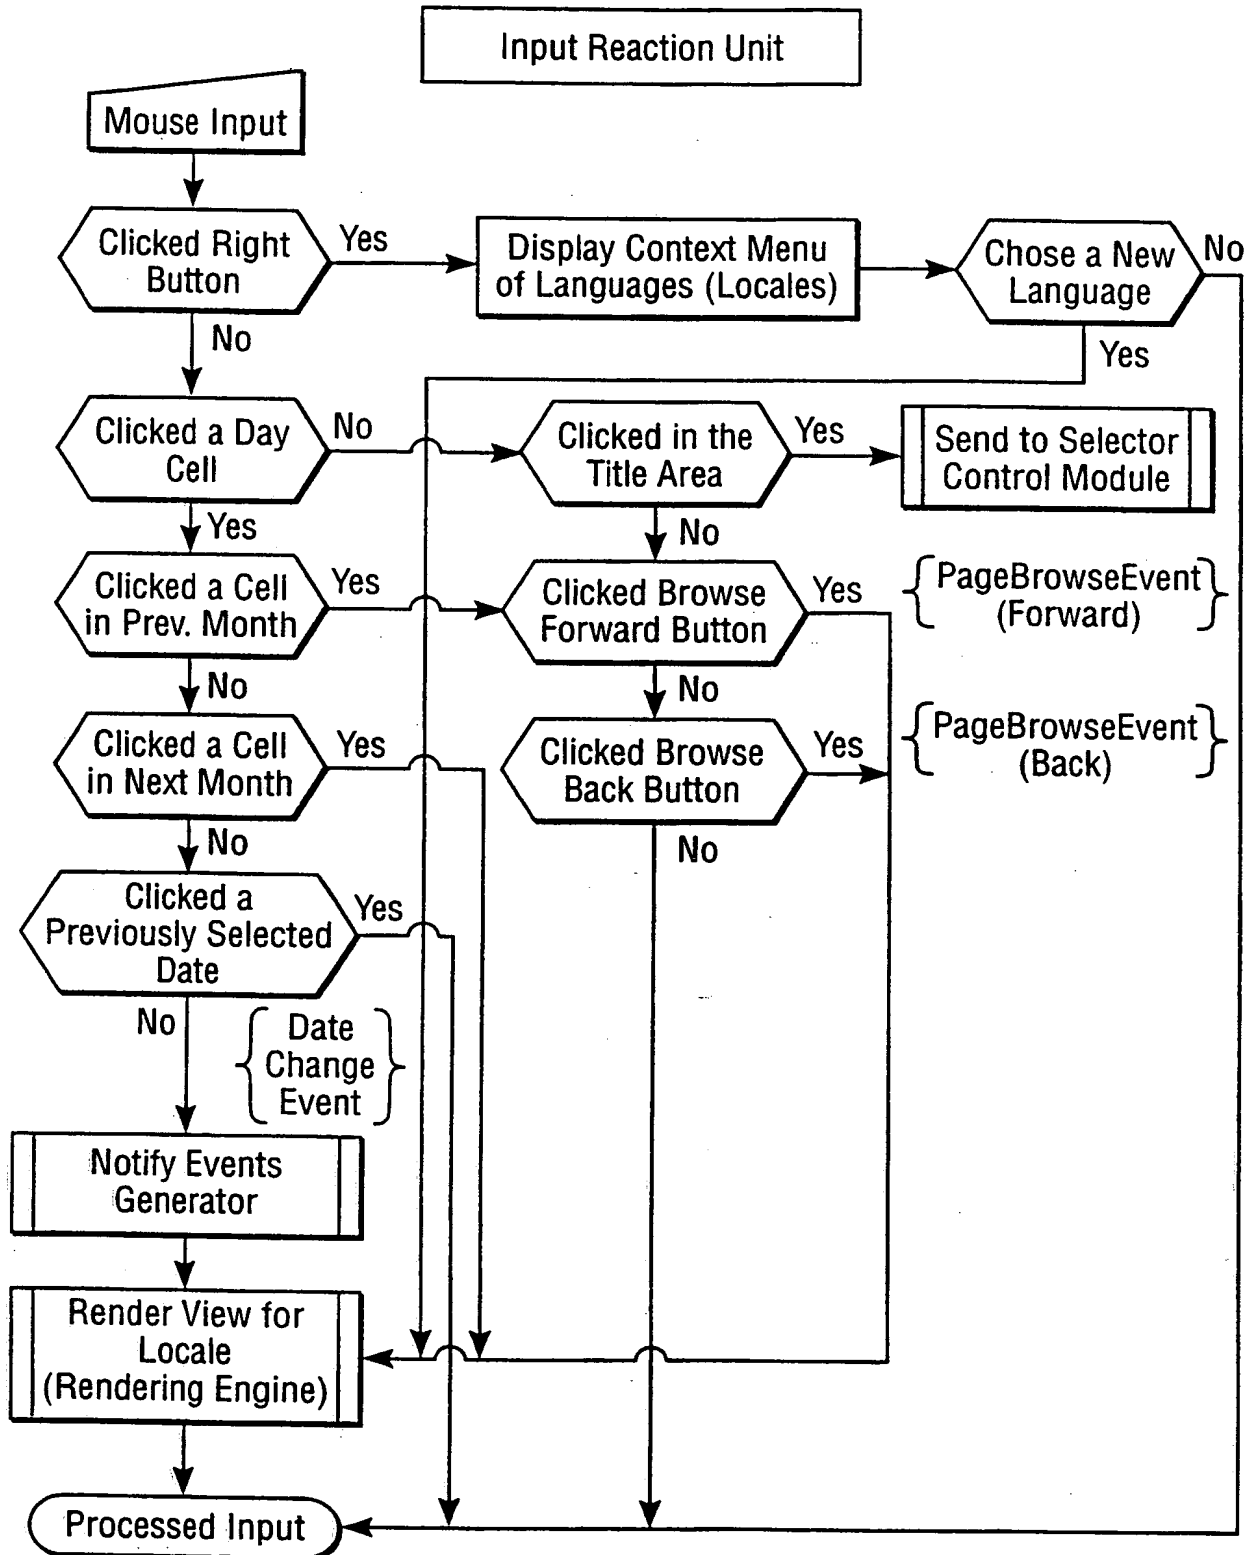 Input Reaction Unit
Mouse Input
Clicked Right
Button
Yes
No
Display Context Menu
of Languages (Locales)
Chose a New
Language
No
Yes
Clicked a Day
Cell
No
Yes
Clicked in the
Title Area
Yes
No
Send to Selector
Control Module
Clicked a Cell
in Prev. Month
Yes
No
Clicked Browse
Forward Button
Yes
No
PageBrowseEvent
(Forward)
Clicked a Cell
in Next Month
Yes
No
Clicked Browse
Back Button
Yes
No
PageBrowseEvent
(Back)
Clicked a
Previously Selected
Date
Yes
No
Date
Change
Event
Notify Events
Generator
Render View for
Locale
(Rendering Engine)
Processed Input